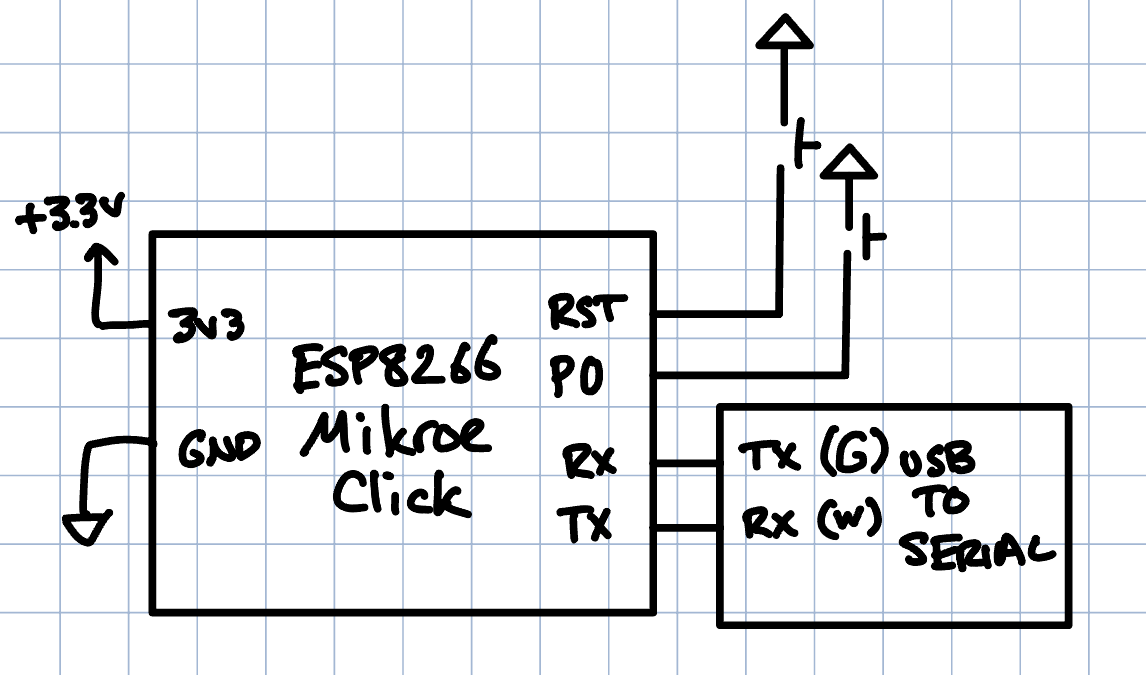 +3.3V
3V3
GND
ESP8266
Mikroe
Click
RST
P0
RX
TX
TX (G)
RX (W)
USB
TO
SERIAL